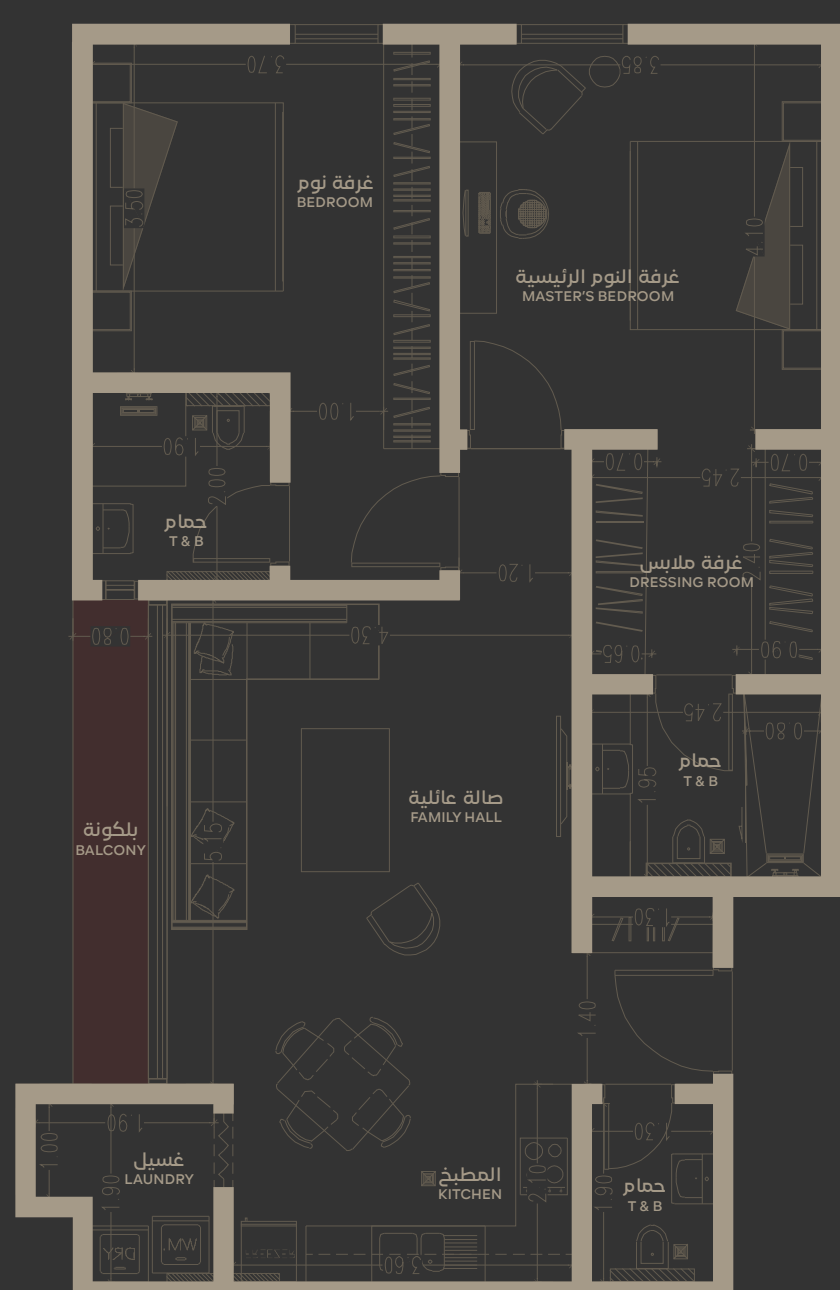 3.70
3.85
غرفة نوم
BEDROOM
3.50
4.10
غرفة النوم الرئيسية
MASTER'S BEDROOM
1.00
1.90
2.00
حمام
T & B
0.70
0.70
2.45
غرفة ملابس
DRESSING ROOM
2.40
1.20
0.65
0.90
0.80
4.30
2.45
0.80
حمام
T & B
1.95
صالة عائلية
FAMILY HALL
بلكونة
BALCONY
5.15
1.30
1.40
1.90
1.00
غسيل
LAUNDRY
1.90
DRY
WM.
المطبخ
KITCHEN
2.10
3.60
1.30
حمام
T & B
1.90